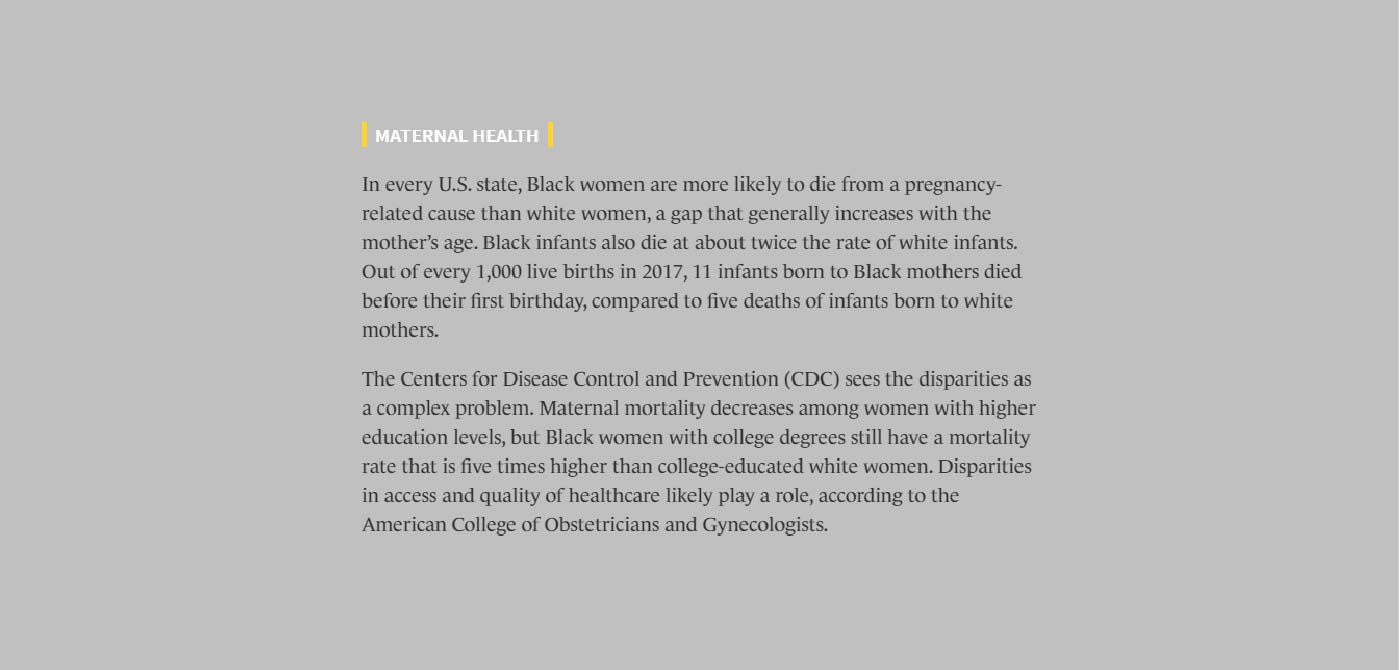 MATERNAL HEALTH
In every U.S. state, Black women are more likely to die from a pregnancy-
related cause than white women, a gap that generally increases with the
mother’s age. Black infants also die at about twice the rate of white infants.
Out of every 1,000 live births in 2017, 11 infants born to Black mothers died
before their first birthday, compared to five deaths of infants born to white
mothers.
The Centers for Disease Control and Prevention (CDC) sees the disparities as
a complex problem. Maternal mortality decreases among women with higher
education levels, but Black women with college degrees still have a mortality
rate that is five times higher than college-educated white women. Disparities
in access and quality of healthcare likely play a role, according to the
American College of Obstetricians and Gynecologists.